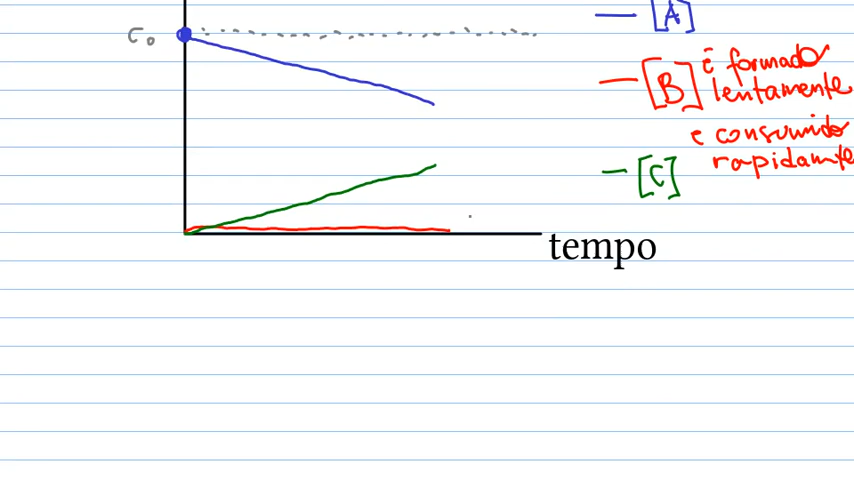 [A]
C₀
[B] é formado
lentamente
e consumido
rapidamente
[C]
tempo